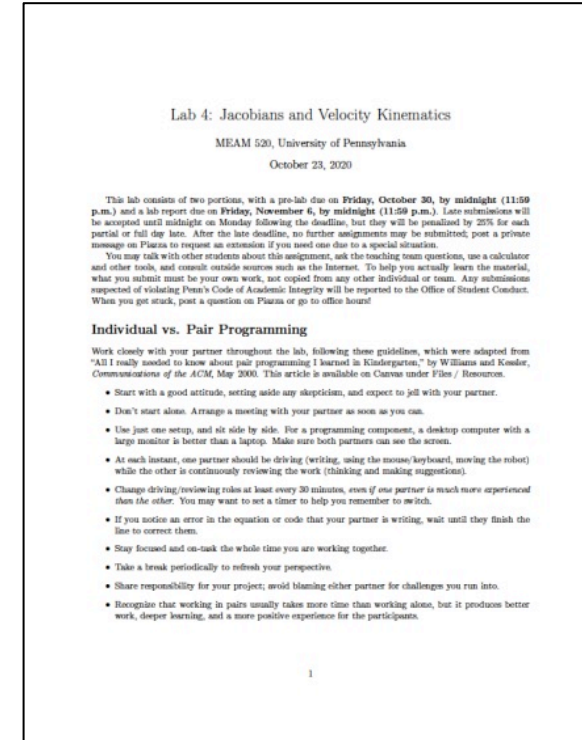 Lab 4: Jacobians and Velocity Kinematics
MEAM 520, University of Pennsylvania
October 23, 2020
This lab consists of two portions, with a pre-lab due on Friday, October 30, by midnight (11:59
p.m.) and a lab report due on Friday, November 6, by midnight (11:59 p.m.). Late submissions will
be accepted until midnight on Monday following the deadline, but they will be penalized by 25% for each
partial or full day late. After the late deadline, no further assignments may be submitted; post a private
message on Piazza to request an extension if you need one due to a special situation.
You may talk with other students about this assignment, ask the teaching team questions, use a calculator
and other tools, and consult outside sources such as the Internet. To help you actually learn the material,
what you submit must be your own work, not copied from any other individual or team. Any submissions
suspected of violating Penn's Code of Academic Integrity will be reported to the Office of Student Conduct.
When you get stuck, post a question on Piazza or go to office hours!
Individual vs. Pair Programming
Work closely with your partner throughout the lab, following these guidelines, which were adapted from
"All I really needed to know about pair programming I learned in Kindergarten," by Williams and Kessler,
Communications of the ACM, May 2000. This article is available on Canvas under Files / Resources.
• Start with a good attitude, setting aside any skepticism, and expect to jell with your partner.
• Don't start alone. Arrange a meeting with your partner as soon as you can.
• Use just one setup, and sit side by side. For a programming component, a desktop computer with a
large monitor is better than a laptop. Make sure both partners can see the screen.
• At each instant, one partner should be driving (writing, using the mouse/keyboard, moving the robot)
while the other is continuously reviewing the work (thinking and making suggestions).
• Change driving/reviewing roles at least every 30 minutes, even if one partner is much more experienced
than the other. You may want to set a timer to help you remember to switch.
• If you notice an error in the equation or code that your partner is writing, wait until they finish the
line to correct them.
• Stay focused and on-task the whole time you are working together.
• Take a break periodically to refresh your perspective.
• Share responsibility for your project; avoid blaming either partner for challenges you run into.
• Recognize that working in pairs usually takes more time than working alone, but it produces better
work, deeper learning, and a more positive experience for the participants.
1